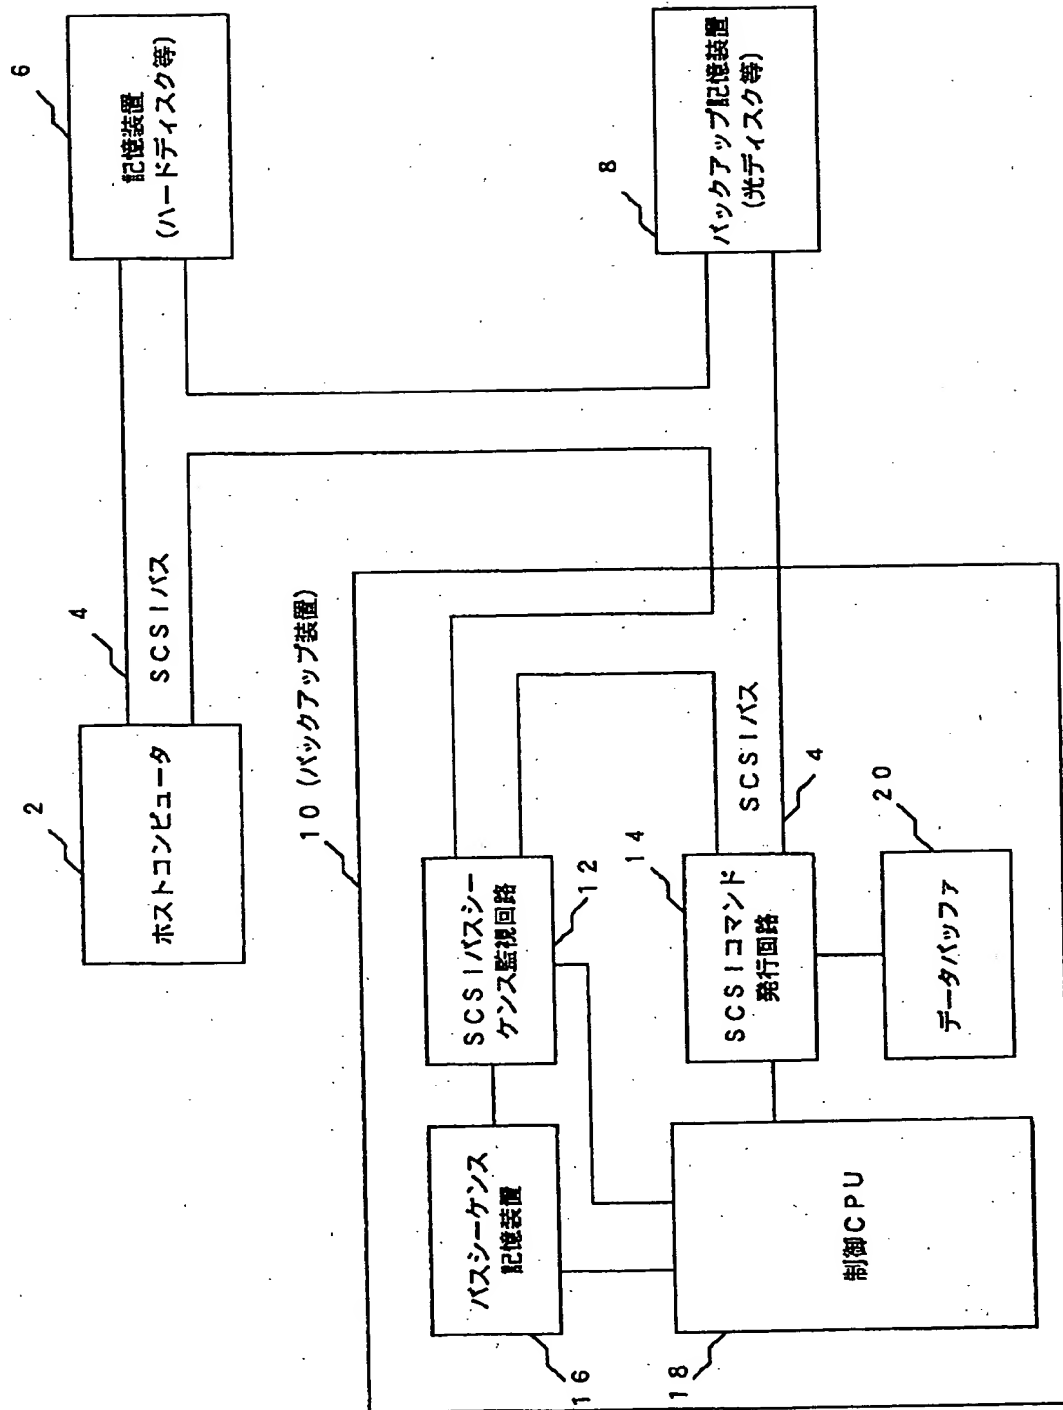 2
ホストコンピュータ
4
SCSIバス
6
記憶装置
(ハードディスク等)
8
バックアップ記憶装置
(光ディスク等)
10 (バックアップ装置)
SCSIバスシー
ケンス監視回路
12
バスシーケンス
記憶装置
16
14
SCSIコマンド
発行回路
SCSIバス
4
制御CPU
18
20
データバッファ